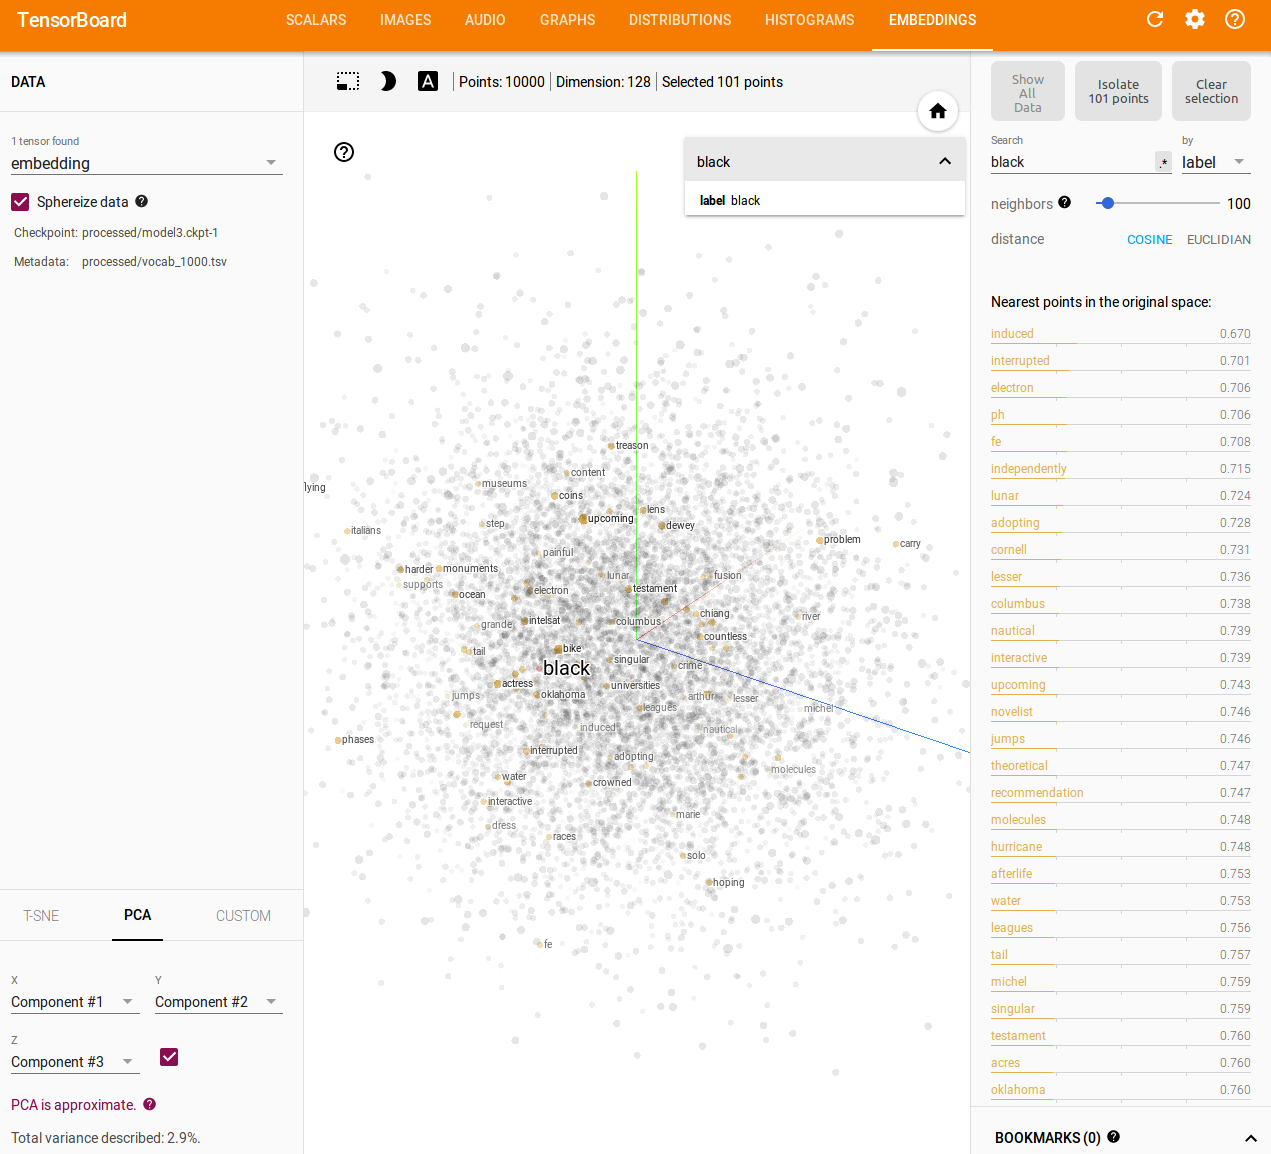 TensorBoard
SCALARS IMAGES AUDIO GRAPHS DISTRIBUTIONS HISTOGRAMS EMBEDDINGS
DATA
1 tensor found
embedding
Sphereize data
Checkpoint: processed/model3.ckpt-1
Metadata: processed/vocab_1000.tsv
T-SNE PCA CUSTOM
X Y
Component #1 Component #2
Z
Component #3
PCA is approximate.
Total variance described: 2.9%.
A Points: 10000 Dimension: 128 Selected 101 points
black
label black
treason
content
museums
lying
coins
lens
upcoming
step
dewey
italians
problem
carry
painful
harder
monuments
lunar
fusion
supports
electron
testament
ocean
chiang
river
grande
intelsat
columbus
countless
tail
bike
black
singular
crime
actress
universities
jumps
oklahoma
arthur
lesser
leagues
michel
request
induced
nautical
phases
interrupted
adopting
molecules
water
crowned
interactive
marie
dress
races
solo
hoping
fe
Show All Data
Isolate 101 points
Clear selection
Search by
black .* label
neighbors 100
distance COSINE EUCLIDIAN
Nearest points in the original space:
induced 0.670
interrupted 0.701
electron 0.706
ph 0.706
fe 0.708
independently 0.715
lunar 0.724
adopting 0.728
cornell 0.731
lesser 0.736
columbus 0.738
nautical 0.739
interactive 0.739
upcoming 0.743
novelist 0.746
jumps 0.746
theoretical 0.747
recommendation 0.747
molecules 0.748
hurricane 0.748
afterlife 0.753
water 0.753
leagues 0.756
tail 0.757
michel 0.759
singular 0.759
testament 0.760
acres 0.760
oklahoma 0.760
BOOKMARKS (0)